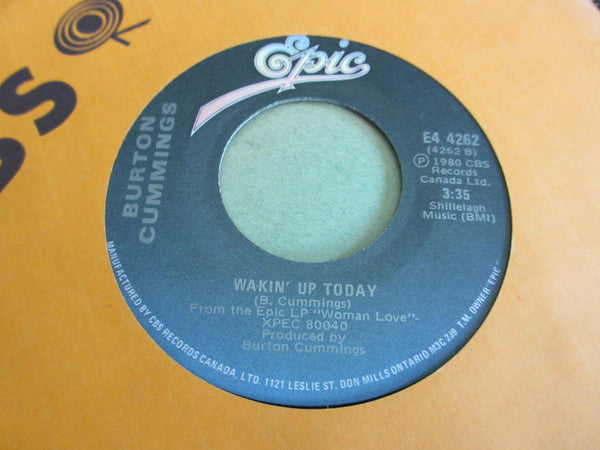 BS
Epic
BURTON
CUMMINGS
E4 4262
(4262 B)
Ⓟ 1980 CBS
Records
Canada Ltd.
3:35
Shillelagh
Music (BMI)
WAKIN' UP TODAY
(B. Cummings)
From the Epic LP "Woman Love"-
XPEC 80040
Produced by
Burton Cummings
MANUFACTURED BY CBS RECORDS CANADA, LTD. 1121 LESLIE ST. DON MILLS ONTARIO M3C 2J9 T.M. OWNER "EPIC"